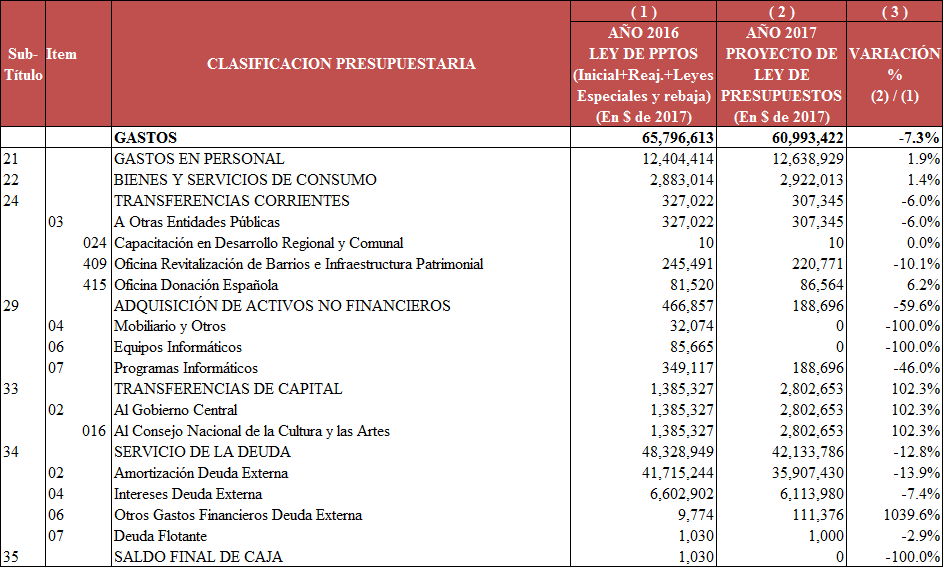 ( 1 ) ( 2 ) ( 3 )
Sub-Título Item CLASIFICACION PRESUPUESTARIA AÑO 2016 LEY DE PPTOS (Inicial+Reaj.+Leyes Especiales y rebaja) (En $ de 2017) AÑO 2017 PROYECTO DE LEY DE PRESUPUESTOS (En $ de 2017) VARIACIÓN % (2) / (1)
GASTOS 65,796,613 60,993,422 -7.3%
21 GASTOS EN PERSONAL 12,404,414 12,638,929 1.9%
22 BIENES Y SERVICIOS DE CONSUMO 2,883,014 2,922,013 1.4%
24 TRANSFERENCIAS CORRIENTES 327,022 307,345 -6.0%
03 A Otras Entidades Públicas 327,022 307,345 -6.0%
024 Capacitación en Desarrollo Regional y Comunal 10 10 0.0%
409 Oficina Revitalización de Barrios e Infraestructura Patrimonial 245,491 220,771 -10.1%
415 Oficina Donación Española 81,520 86,564 6.2%
29 ADQUISICIÓN DE ACTIVOS NO FINANCIEROS 466,857 188,696 -59.6%
04 Mobiliario y Otros 32,074 0 -100.0%
06 Equipos Informáticos 85,665 0 -100.0%
07 Programas Informáticos 349,117 188,696 -46.0%
33 TRANSFERENCIAS DE CAPITAL 1,385,327 2,802,653 102.3%
02 Al Gobierno Central 1,385,327 2,802,653 102.3%
016 Al Consejo Nacional de la Cultura y las Artes 1,385,327 2,802,653 102.3%
34 SERVICIO DE LA DEUDA 48,328,949 42,133,786 -12.8%
02 Amortización Deuda Externa 41,715,244 35,907,430 -13.9%
04 Intereses Deuda Externa 6,602,902 6,113,980 -7.4%
06 Otros Gastos Financieros Deuda Externa 9,774 111,376 1039.6%
07 Deuda Flotante 1,030 1,000 -2.9%
35 SALDO FINAL DE CAJA 1,030 0 -100.0%